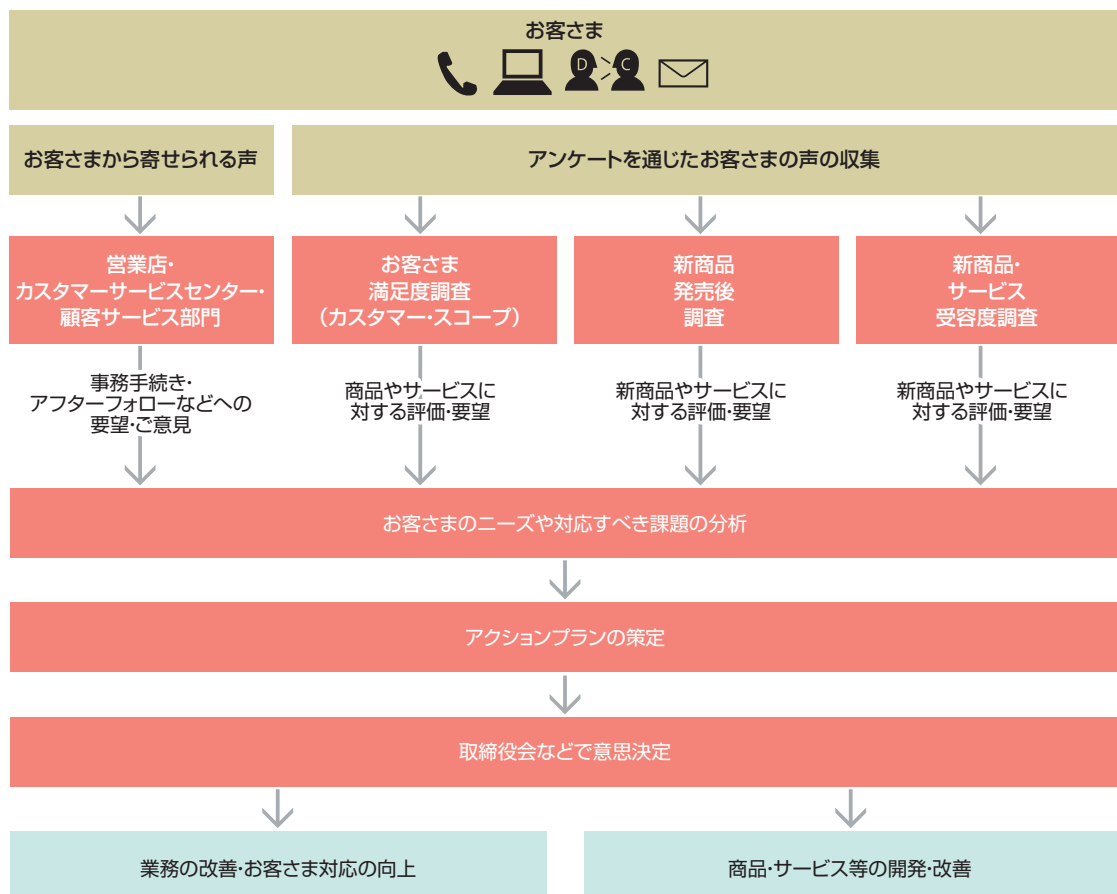 お客さま
D
C
お客さまから寄せられる声
アンケートを通じたお客さまの声の収集
営業店・
カスタマーサービスセンター・
顧客サービス部門
お客さま
満足度調査
（カスタマー・スコープ）
新商品
発売後
調査
新商品・
サービス
受容度調査
事務手続き・
アフターフォローなどへの
要望・ご意見
商品やサービスに
対する評価・要望
新商品やサービスに
対する評価・要望
新商品やサービスに
対する評価・要望
お客さまのニーズや対応すべき課題の分析
アクションプランの策定
取締役会などで意思決定
業務の改善・お客さま対応の向上
商品・サービス等の開発・改善